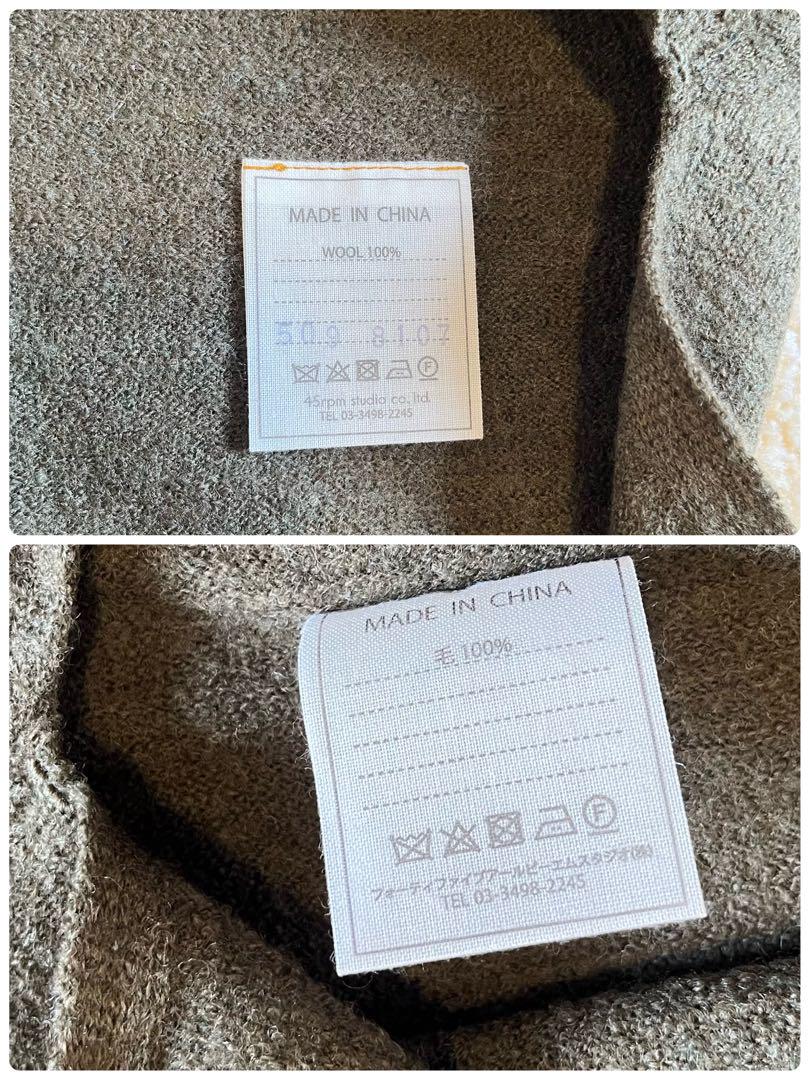 MADE IN CHINA
WOOL 100%
509 8107
F
45rpm studio co., ltd.
TEL 03-3498-2245
MADE IN CHINA
毛 100%
F
フォーティファイブアールピーエムスタジオ(株)
TEL 03-3498-2245